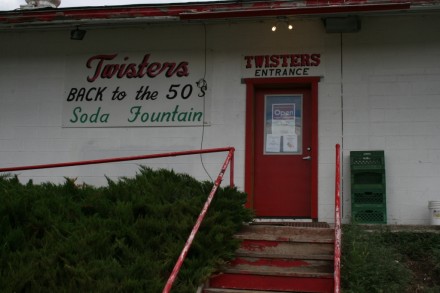 Twisters
BACK to the 50's
Soda Fountain
TWISTERS
ENTRANCE
Open